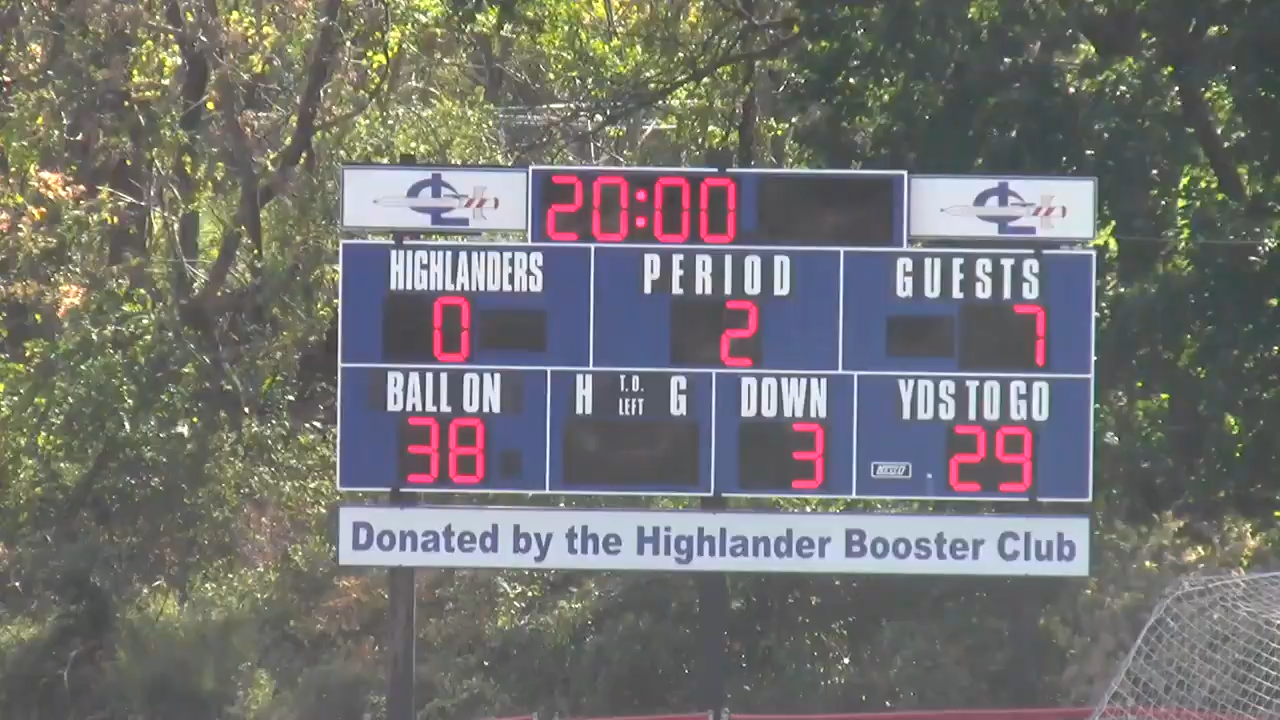 20:00
HIGHLANDERS PERIOD GUESTS
0 2 7
BALL ON H T.O. LEFT G DOWN YDS TO GO
38 3 29
Donated by the Highlander Booster Club